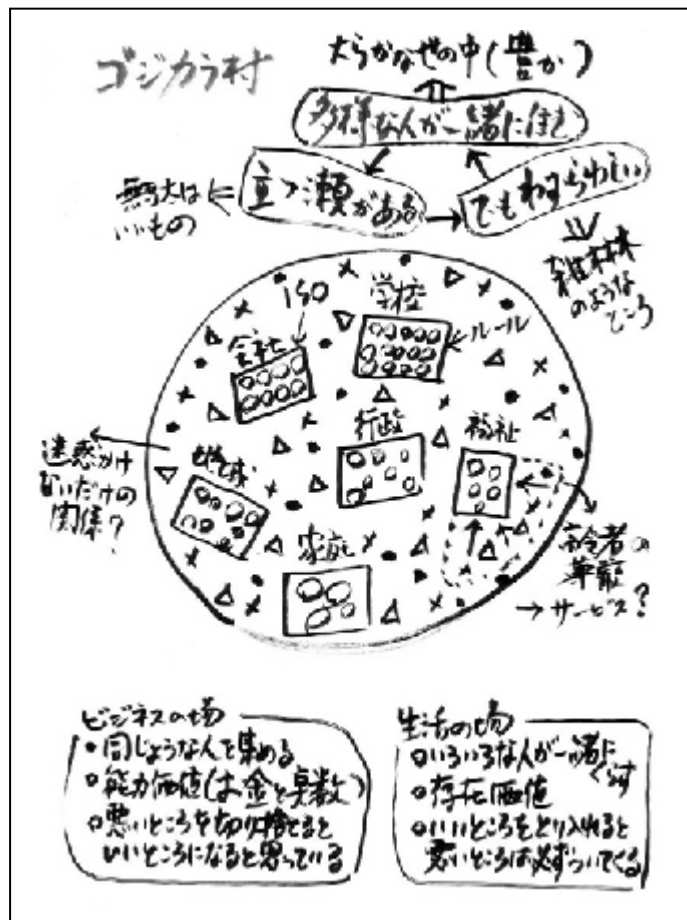 ゴジカラ村
大らかなせの中(豊か)
多様な人が一緒に住む
立つ瀬がある
でもわずらわしい
無駄は
いいもの
雑木林
のような
ところ
ISO
学校
会社
ルール
行政
福祉
地域
家庭
迷惑かけ
ないだけの
関係?
高齢者の
サービス?
ビジネスの場
・同じような人を集める
・能力価値(お金と点数)
・悪いところを切り捨てると
いいところになると思っている
生活の場
・いろいろな人が一緒に
くらす
・存在価値
・いいところをとり入れると
悪いところは必ずついてくる